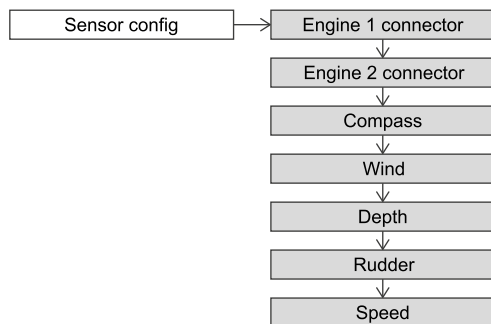 Sensor config
Engine 1 connector
Engine 2 connector
Compass
Wind
Depth
Rudder
Speed